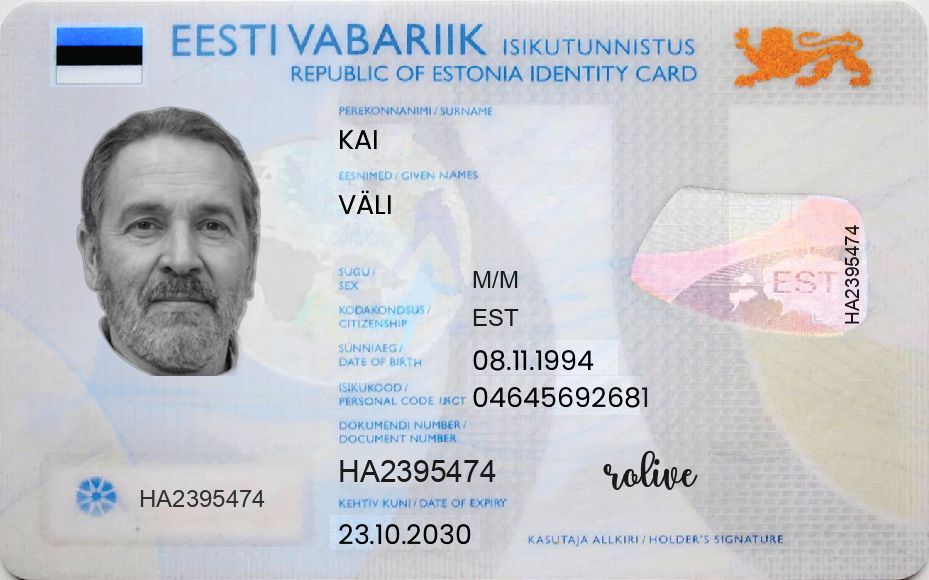 EESTI VABARIIK ISIKUTUNNISTUS
REPUBLIC OF ESTONIA IDENTITY CARD
PEREKONNANIMI / SURNAME
KAI
EESNIMED / GIVEN NAMES
VÄLI
SUGU /
SEX
M/M
KODAKONDSUS /
CITIZENSHIP
EST
SÜNNIAEG /
DATE OF BIRTH
08.11.1994
ISIKUKOOD /
PERSONAL CODE
04645692681
DOKUMENDI NUMBER /
DOCUMENT NUMBER
HA2395474
KEHTIV KUNI / DATE OF EXPIRY
23.10.2030
HA2395474
EST
HA2395474
rolive
KASUTAJA ALLKIRI / HOLDER'S SIGNATURE